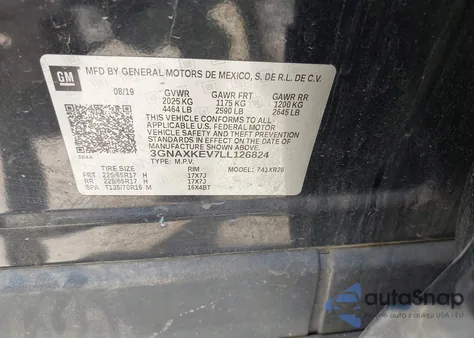 GM
MFD BY GENERAL MOTORS DE MEXICO, S. DE R.L. DE C.V.
08/19 GVWR GAWR FRT GAWR RR
2025 KG 1175 KG 1200 KG
4464 LB 2590 LB 2645 LB
THIS VEHICLE CONFORMS TO ALL
APPLICABLE U.S. FEDERAL MOTOR
VEHICLE SAFETY AND THEFT PREVENTION
STANDARDS IN EFFECT ON THE DATE
OF MANUFACTURE SHOWN ABOVE.
3GNAXKEV7LL126824
TYPE: M.P.V. MODEL: 741XR26
TIRE SIZE RIM
FRT 225/65R17 H 17X7J
RR 225/65R17 H 17X7J
SPA T135/70R16 M 16X4BT
autoSnap
aukcji USA i EU